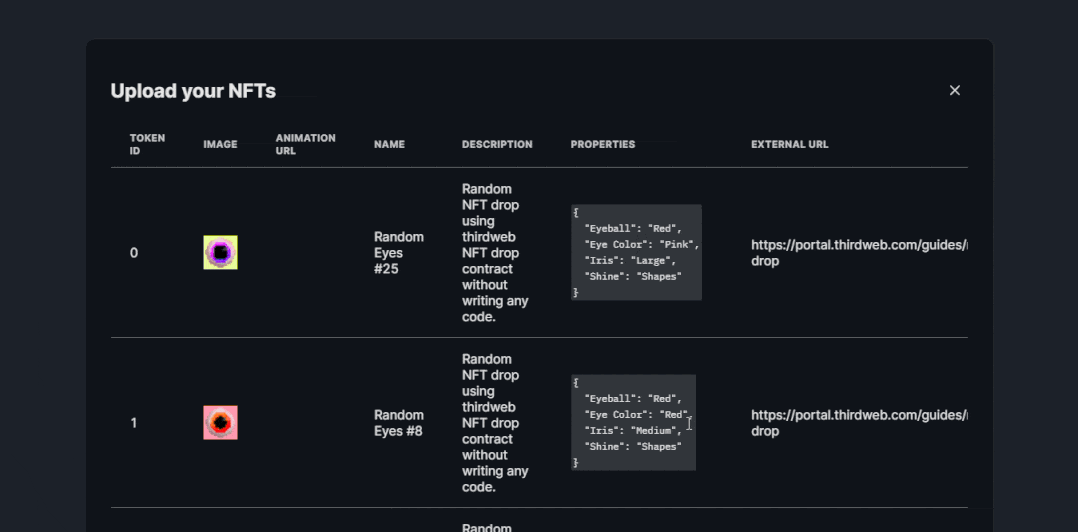 Upload your NFTs
TOKEN
ID
IMAGE
ANIMATION
URL
NAME
DESCRIPTION
PROPERTIES
EXTERNAL URL
0
Random
Eyes
#25
Random
NFT drop
using
thirdweb
NFT drop
contract
without
writing any
code.
{
"Eyeball": "Red",
"Eye Color": "Pink",
"Iris": "Large",
"Shine": "Shapes"
}
https://portal.thirdweb.com/guides/
drop
1
Random
Eyes #8
Random
NFT drop
using
thirdweb
NFT drop
contract
without
writing any
code.
{
"Eyeball": "Red",
"Eye Color": "Red",
"Iris": "Medium",
"Shine": "Shapes"
}
https://portal.thirdweb.com/guides/
drop
Random